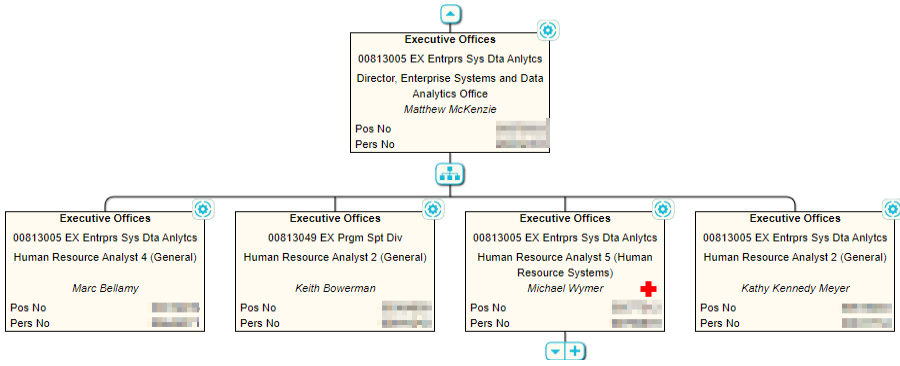 Executive Offices
00813005 EX Entrprs Sys Dta Anlytcs
Director, Enterprise Systems and Data
Analytics Office
Matthew McKenzie
Pos No
Pers No
Executive Offices
00813005 EX Entrprs Sys Dta Anlytcs
Human Resource Analyst 4 (General)
Marc Bellamy
Pos No
Pers No
Executive Offices
00813049 EX Prgm Spt Div
Human Resource Analyst 2 (General)
Keith Bowerman
Pos No
Pers No
Executive Offices
00813005 EX Entrprs Sys Dta Anlytcs
Human Resource Analyst 5 (Human
Resource Systems)
Michael Wymer
Pos No
Pers No
Executive Offices
00813005 EX Entrprs Sys Dta Anlytcs
Human Resource Analyst 2 (General)
Kathy Kennedy Meyer
Pos No
Pers No